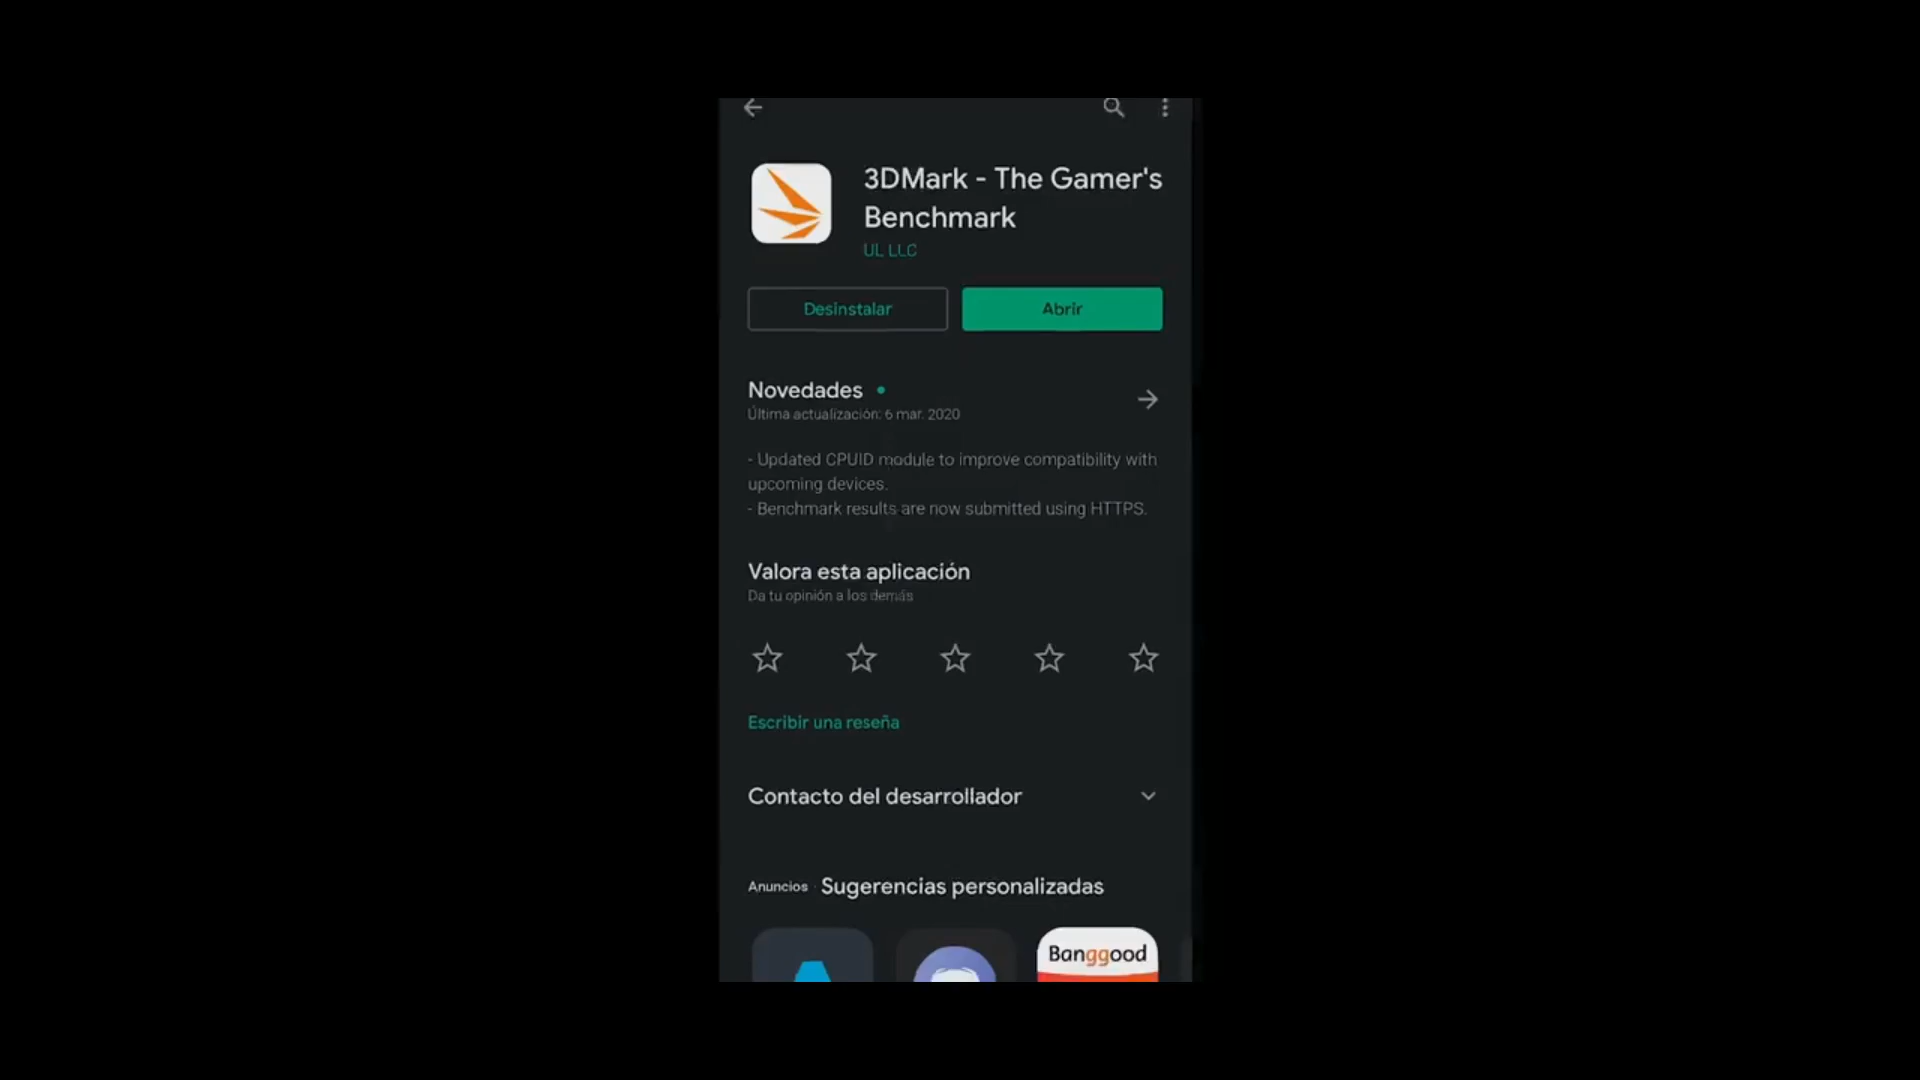 3DMark - The Gamer's
Benchmark
UL LLC
Desinstalar
Abrir
Novedades
Última actualización: 6 mar. 2020
- Updated CPUID module to improve compatibility with
upcoming devices.
- Benchmark results are now submitted using HTTPS.
Valora esta aplicación
Da tu opinión a los demás
Escribir una reseña
Contacto del desarrollador
Anuncios · Sugerencias personalizadas
Banggood